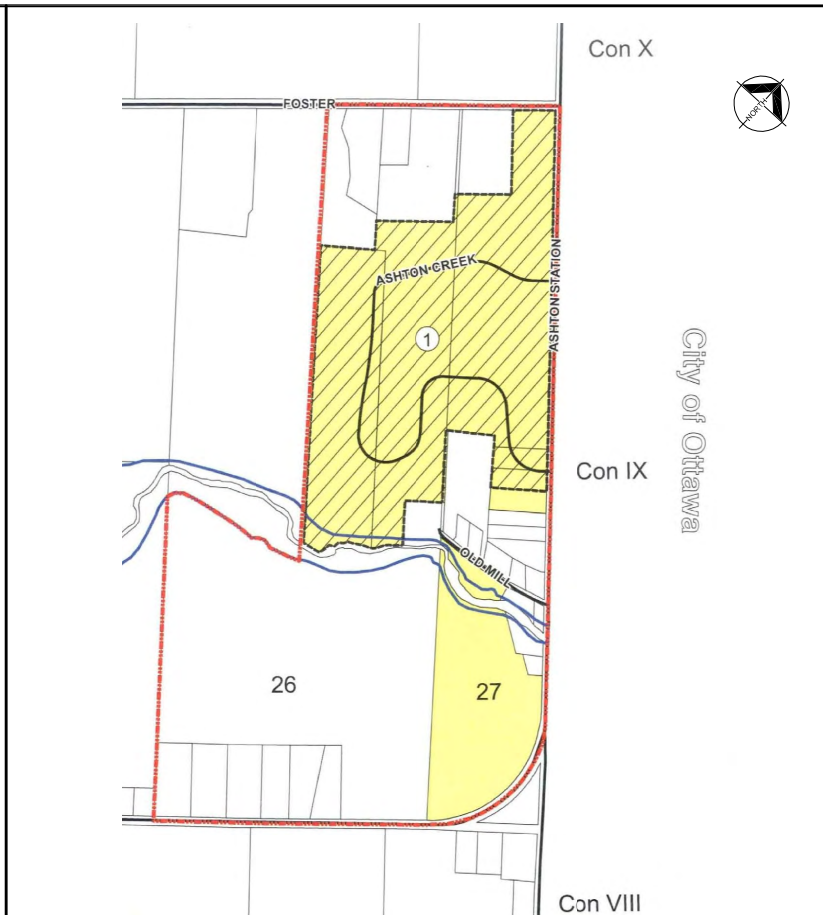 Con X
NORTH
FOSTER
ASHTON CREEK
ASHTON STATION
1
City of Ottawa
Con IX
OLD MILL
26
27
Con VIII